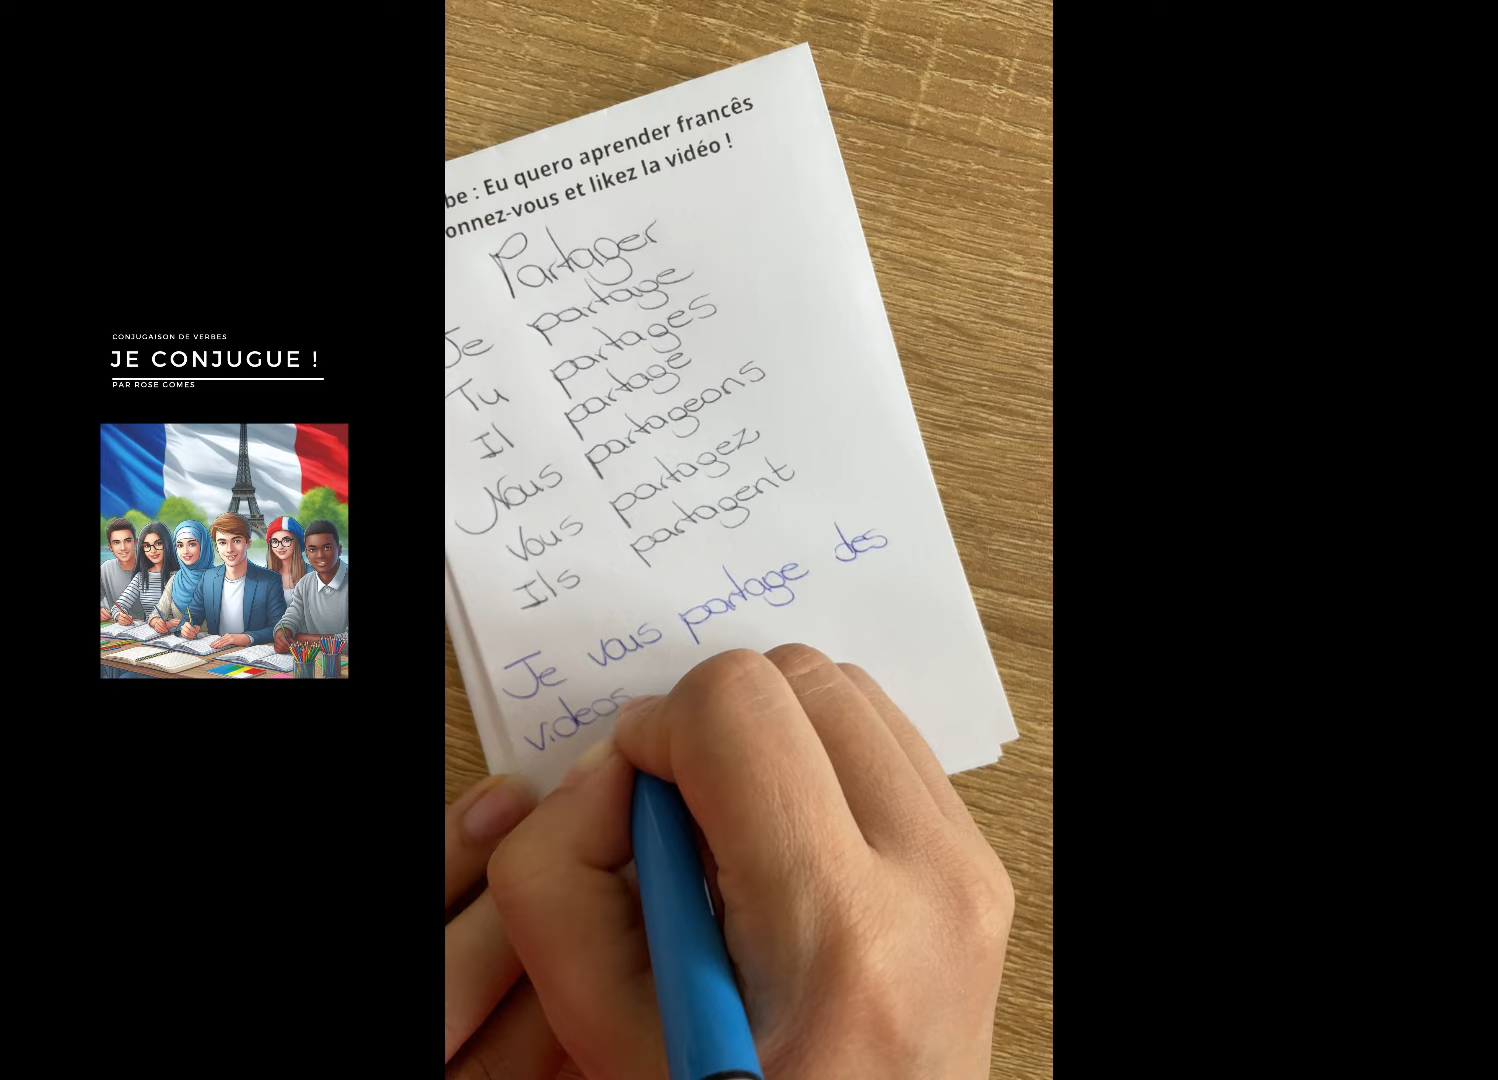 CONJUGAISON DE VERBES
JE CONJUGUE !
PAR ROSE GOMES
be : Eu quero aprender francês
onnez-vous et likez la vidéo !
Partager
Je partage
Tu partages
Il partage
Nous partageons
Vous partagez
Ils partagent
Je vous partage des
videos